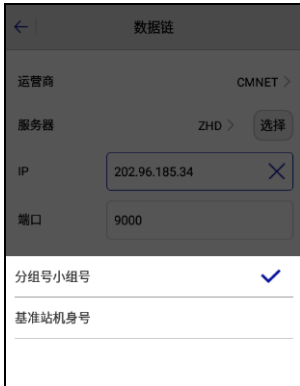 数据链
运营商 CMNET
服务器 ZHD 选择
IP 202.96.185.34
端口 9000
分组号小组号
基准站机身号